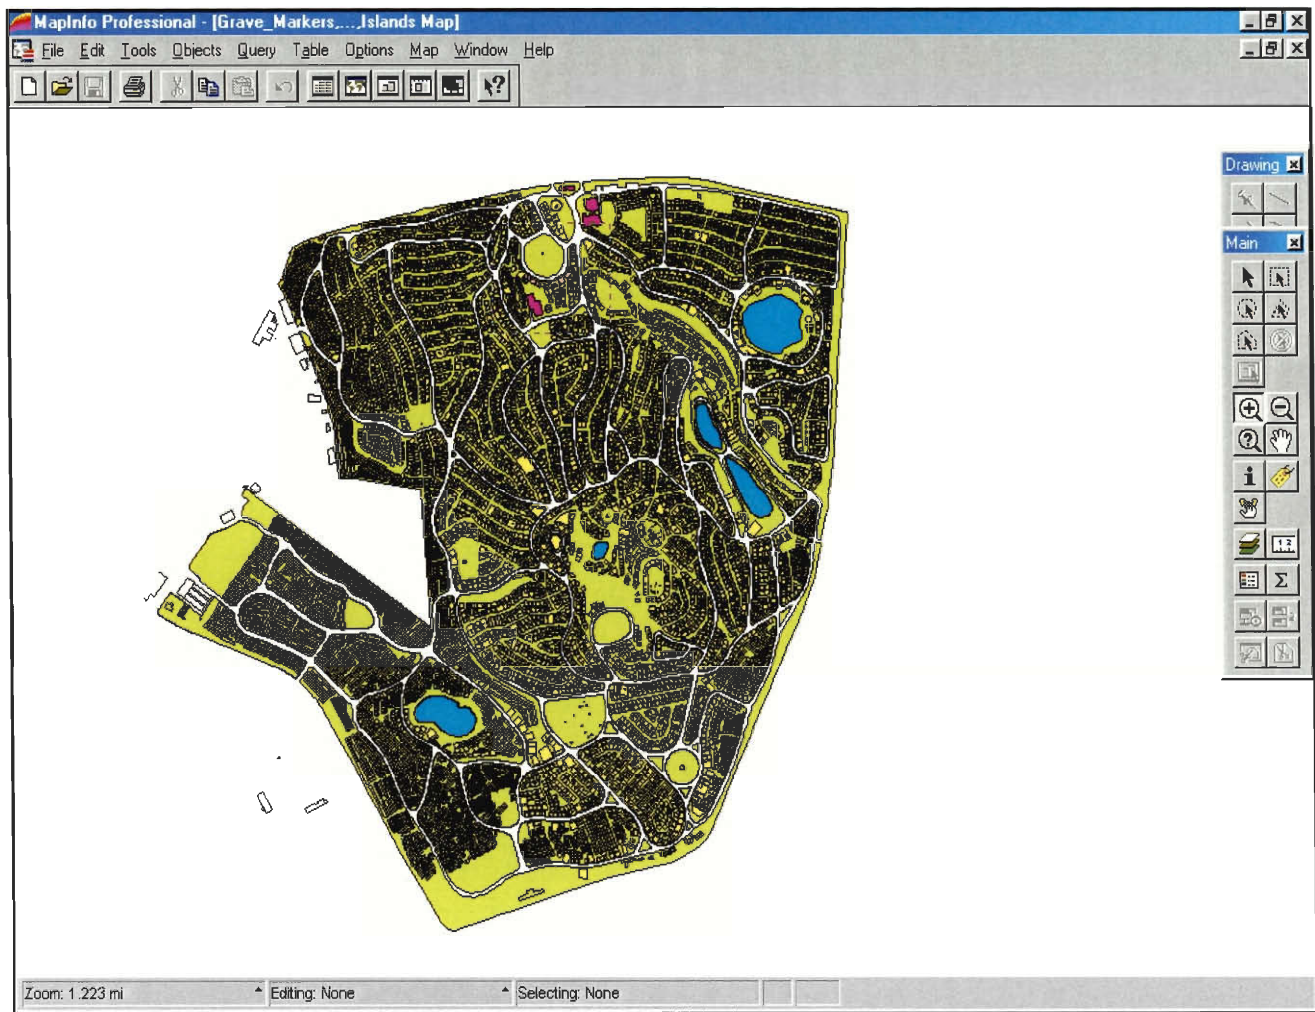 MapInfo Professional - [Grave_Markers,...,Islands Map]
File Edit Tools Objects Query Table Options Map Window Help
Drawing
Main
Zoom: 1.223 mi Editing: None Selecting: None